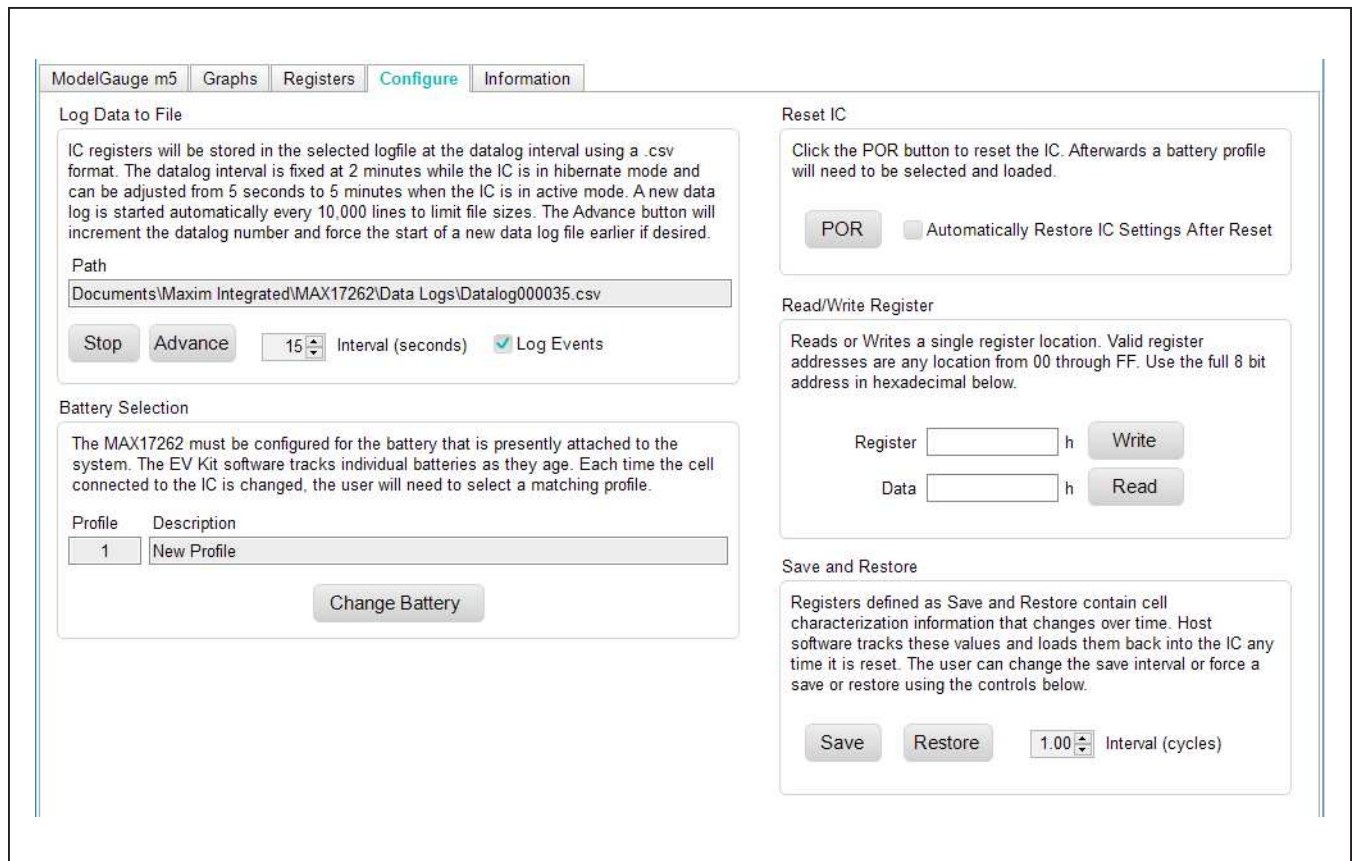 ModelGauge m5 Graphs Registers Configure Information
Log Data to File
IC registers will be stored in the selected logfile at the datalog interval using a .csv
format. The datalog interval is fixed at 2 minutes while the IC is in hibernate mode and
can be adjusted from 5 seconds to 5 minutes when the IC is in active mode. A new data
log is started automatically every 10,000 lines to limit file sizes. The Advance button will
increment the datalog number and force the start of a new data log file earlier if desired.
Path
Documents\Maxim Integrated\MAX17262\Data Logs\Datalog000035.csv
Stop Advance 15 Interval (seconds) Log Events
Battery Selection
The MAX17262 must be configured for the battery that is presently attached to the
system. The EV Kit software tracks individual batteries as they age. Each time the cell
connected to the IC is changed, the user will need to select a matching profile.
Profile Description
1 New Profile
Change Battery
Reset IC
Click the POR button to reset the IC. Afterwards a battery profile
will need to be selected and loaded.
POR Automatically Restore IC Settings After Reset
Read/Write Register
Reads or Writes a single register location. Valid register
addresses are any location from 00 through FF. Use the full 8 bit
address in hexadecimal below.
Register h Write
Data h Read
Save and Restore
Registers defined as Save and Restore contain cell
characterization information that changes over time. Host
software tracks these values and loads them back into the IC any
time it is reset. The user can change the save interval or force a
save or restore using the controls below.
Save Restore 1.00 Interval (cycles)